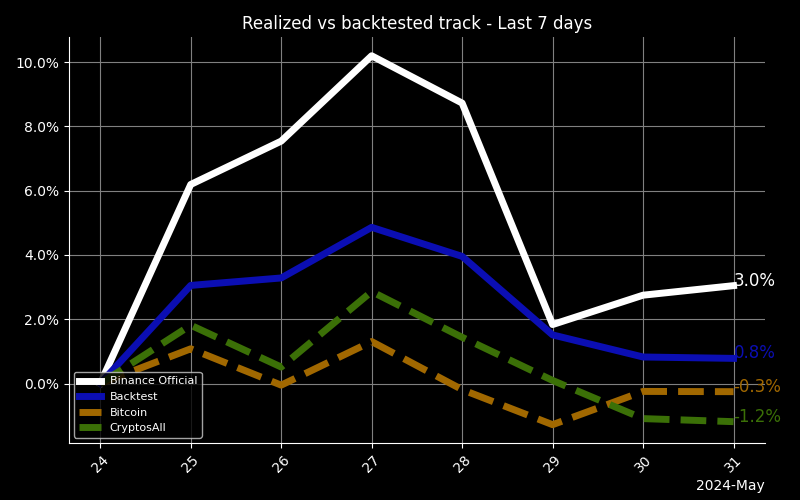 Realized vs backtested track - Last 7 days
10.0%
8.0%
6.0%
4.0%
2.0%
0.0%
3.0%
0.8%
-0.3%
-1.2%
Binance Official
Backtest
Bitcoin
CryptosAll
24 25 26 27 28 29 30 31
2024-May